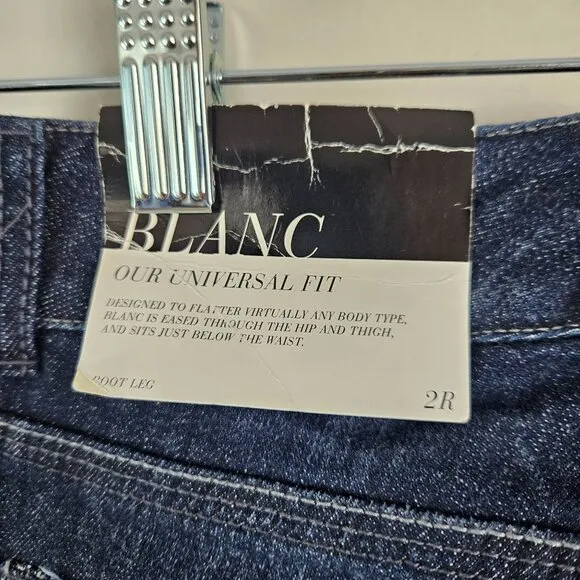 BLANC
OUR UNIVERSAL FIT
DESIGNED TO FLATTER VIRTUALLY ANY BODY TYPE,
BLANC IS EASED THROUGH THE HIP AND THIGH,
AND SITS JUST BELOW THE WAIST.
BOOT LEG
2R